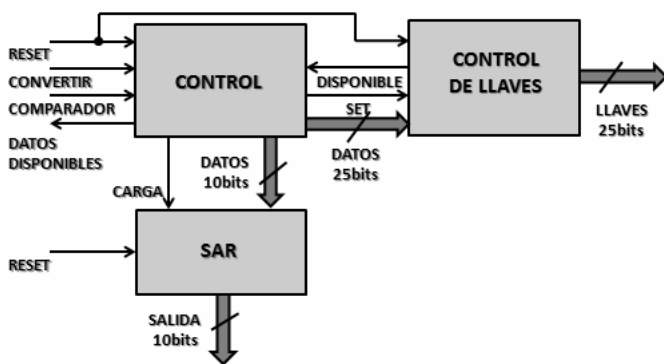 RESET
CONVERTIR
COMPARADOR
DATOS
DISPONIBLES
CONTROL
DISPONIBLE
SET
DATOS
25bits
CONTROL
DE LLAVES
LLAVES
25bits
CARGA
DATOS
10bits
RESET
SAR
SALIDA
10bits